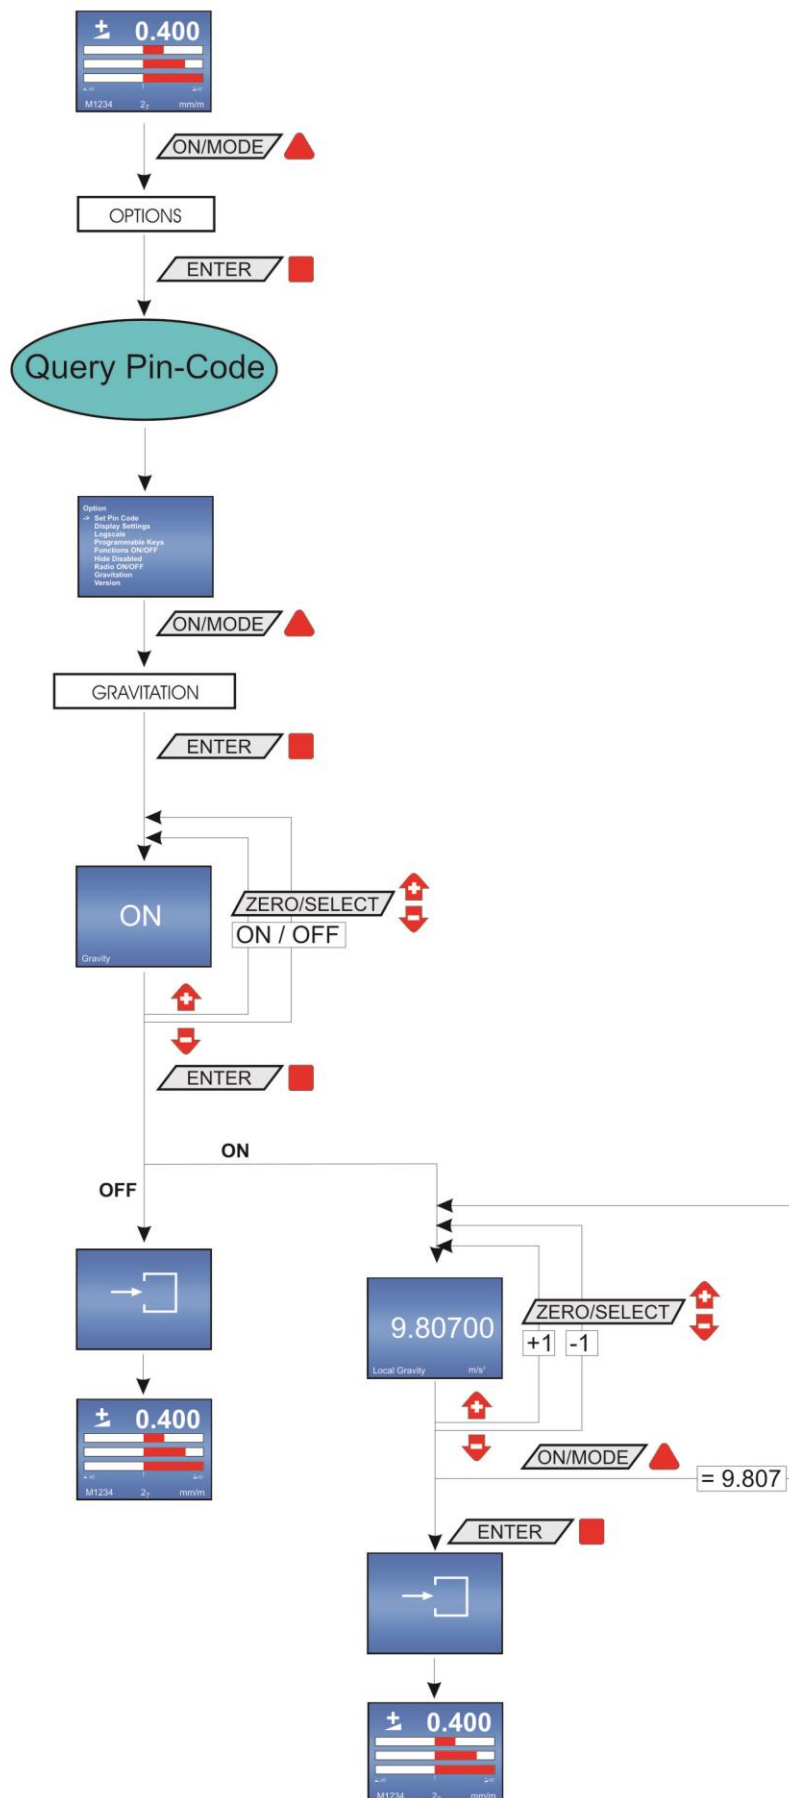 0.400
M1234 2₇ mm/m
ON/MODE
OPTIONS
ENTER
Query Pin-Code
Option
-> Set Pin Code
Display Settings
Logscale
Programmable Keys
Functions ON/OFF
Hide Disabled
Radio ON/OFF
Gravitation
Version
ON/MODE
GRAVITATION
ENTER
ON
Gravity
ZERO/SELECT
ON / OFF
ENTER
ON
OFF
9.80700
Local Gravity m/s²
ZERO/SELECT
+1 -1
0.400
M1234 2₇ mm/m
ON/MODE
= 9.807
ENTER
0.400
M1234 2₇ mm/m